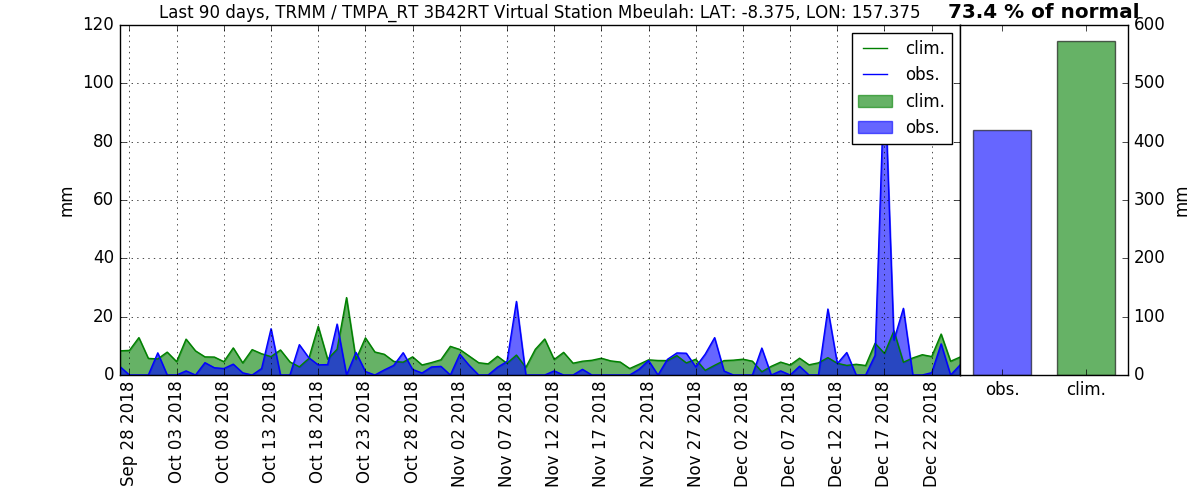 Last 90 days, TRMM / TMPA_RT 3B42RT Virtual Station Mbeulah: LAT: -8.375, LON: 157.375
73.4 % of normal
120
100
80
60
40
20
0
mm
clim.
obs.
clim.
obs.
600
500
400
300
200
100
0
mm
Sep 28 2018
Oct 03 2018
Oct 08 2018
Oct 13 2018
Oct 18 2018
Oct 23 2018
Oct 28 2018
Nov 02 2018
Nov 07 2018
Nov 12 2018
Nov 17 2018
Nov 22 2018
Nov 27 2018
Dec 02 2018
Dec 07 2018
Dec 12 2018
Dec 17 2018
Dec 22 2018
obs.
clim.